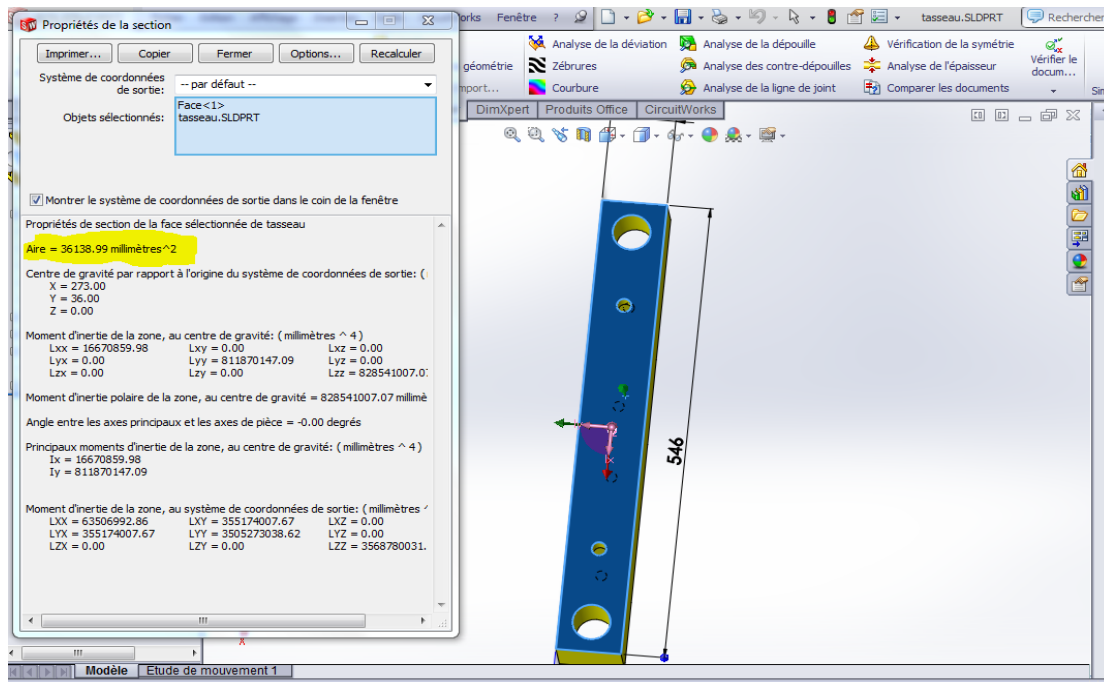 Propriétés de la section
Imprimer... Copier Fermer Options... Recalculer
Système de coordonnées de sortie: -- par défaut --
Objets sélectionnés: Face<1>
tasseau.SLDPRT
Montrer le système de coordonnées de sortie dans le coin de la fenêtre
Propriétés de section de la face sélectionnée de tasseau
Aire = 36138.99 millimètres^2
Centre de gravité par rapport à l'origine du système de coordonnées de sortie: (
X = 273.00
Y = 36.00
Z = 0.00
Moment d'inertie de la zone, au centre de gravité: ( millimètres ^ 4 )
Lxx = 16670859.98 Lxy = 0.00 Lxz = 0.00
Lyx = 0.00 Lyy = 811870147.09 Lyz = 0.00
Lzx = 0.00 Lzy = 0.00 Lzz = 828541007.0
Moment d'inertie polaire de la zone, au centre de gravité = 828541007.07 millimè
Angle entre les axes principaux et les axes de pièce = -0.00 degrés
Principaux moments d'inertie de la zone, au centre de gravité: ( millimètres ^ 4 )
Ix = 16670859.98
Iy = 811870147.09
Moment d'inertie de la zone, au système de coordonnées de sortie: ( millimètres ^
LXX = 63506992.86 LXY = 355174007.67 LXZ = 0.00
LYX = 355174007.67 LYY = 3505273038.62 LYZ = 0.00
LZX = 0.00 LZY = 0.00 LZZ = 3568780031.
orks Fenêtre ? tasseau.SLDPRT Rechercher
Analyse de la déviation Analyse de la dépouille Vérification de la symétrie
géométrie Zébrures Analyse des contre-dépouilles Analyse de l'épaisseur Vérifier le docum...
mport... Courbure Analyse de la ligne de joint Comparer les documents Sim
DimXpert Produits Office CircuitWorks
546
X
Modèle Etude de mouvement 1